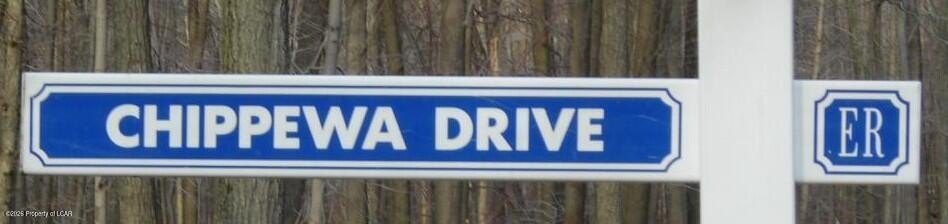 CHIPPEWA DRIVE
ER
©2026 Property of LCAR